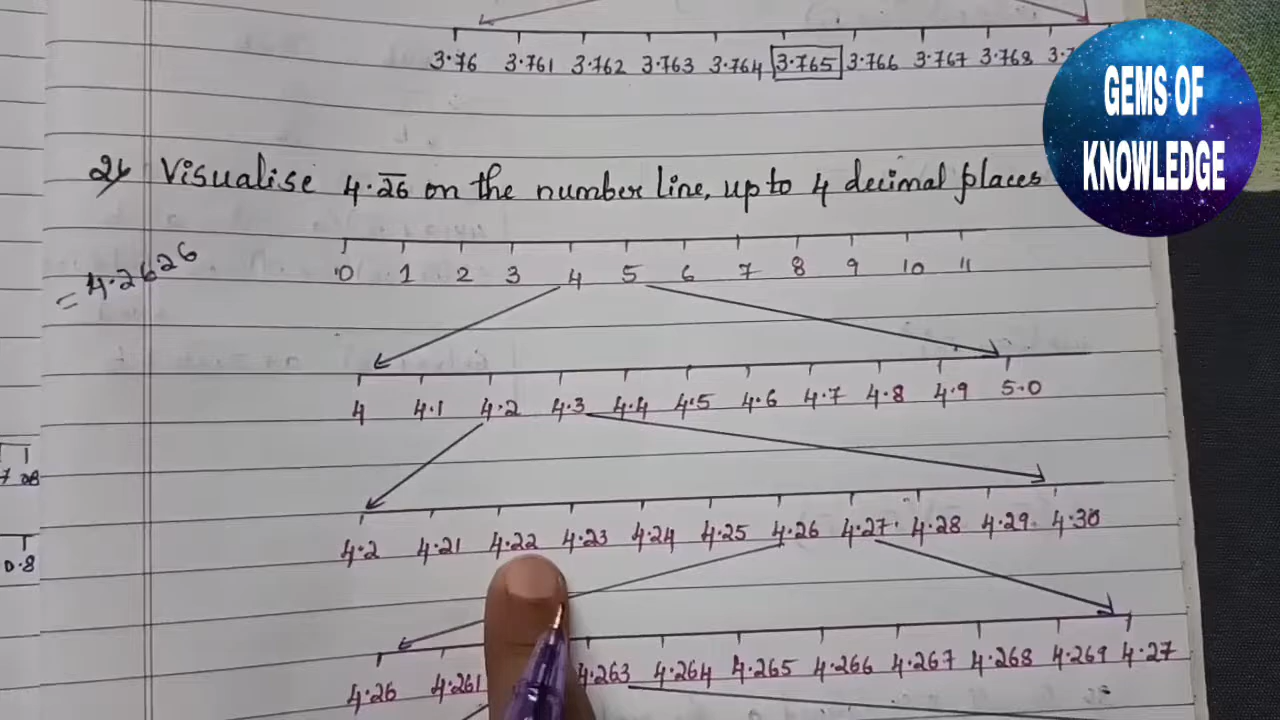 3.76 3.761 3.762 3.763 3.764 3.765 3.766 3.767 3.768
GEMS OF
KNOWLEDGE
2) Visualise 4.2̅6̅ on the number line, up to 4 decimal places
= 4.2626
0 1 2 3 4 5 6 7 8 9 10 11
4 4.1 4.2 4.3 4.4 4.5 4.6 4.7 4.8 4.9 5.0
4.2 4.21 4.22 4.23 4.24 4.25 4.26 4.27 4.28 4.29 4.30
0.8
4.26 4.261 4.263 4.264 4.265 4.266 4.267 4.268 4.269 4.27